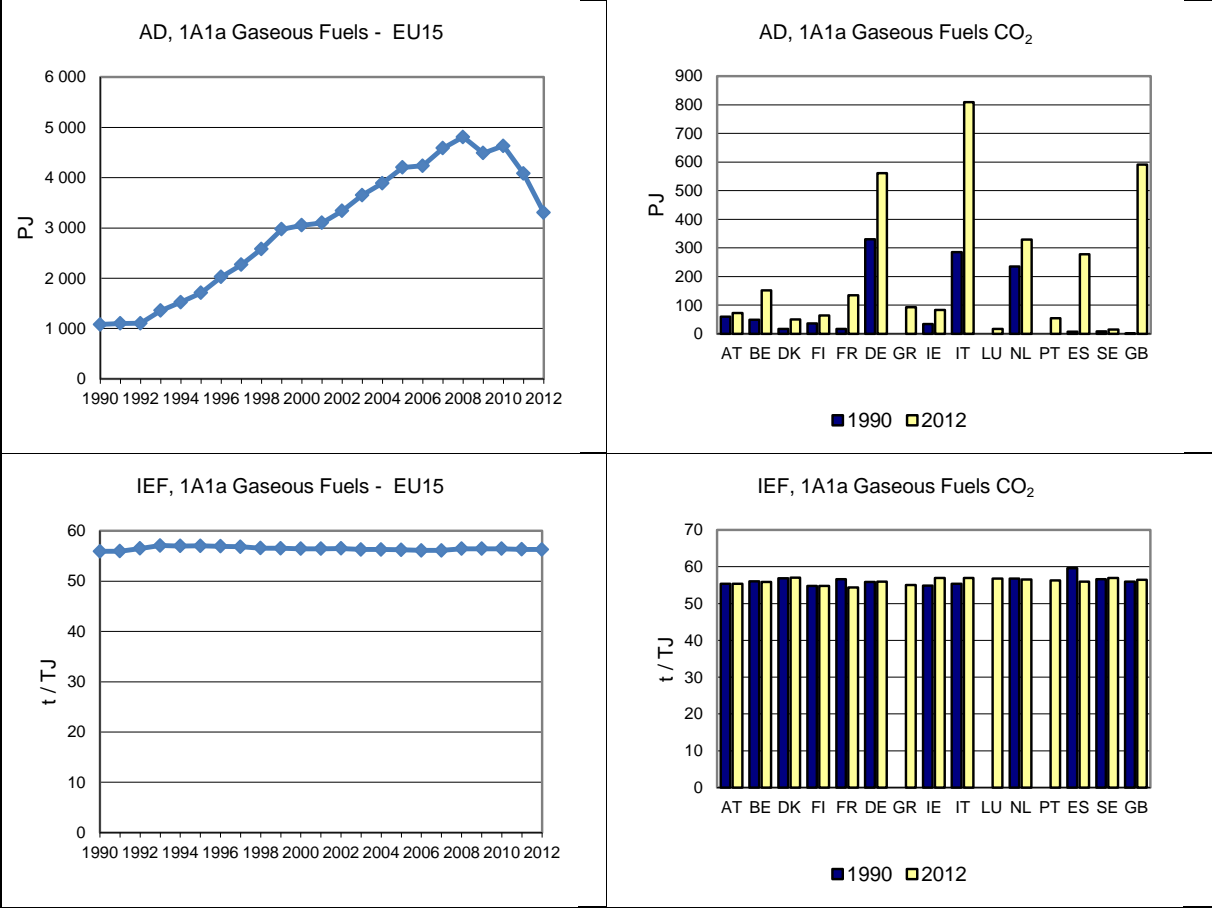 AD, 1A1a Gaseous Fuels - EU15
6 000
5 000
4 000
3 000
2 000
1 000
0
PJ
1990 1992 1994 1996 1998 2000 2002 2004 2006 2008 2010 2012
AD, 1A1a Gaseous Fuels CO₂
900
800
700
600
500
400
300
200
100
0
PJ
AT BE DK FI FR DE GR IE IT LU NL PT ES SE GB
1990 2012
IEF, 1A1a Gaseous Fuels - EU15
60
50
40
30
20
10
0
t / TJ
1990 1992 1994 1996 1998 2000 2002 2004 2006 2008 2010 2012
IEF, 1A1a Gaseous Fuels CO₂
70
60
50
40
30
20
10
0
t / TJ
AT BE DK FI FR DE GR IE IT LU NL PT ES SE GB
1990 2012